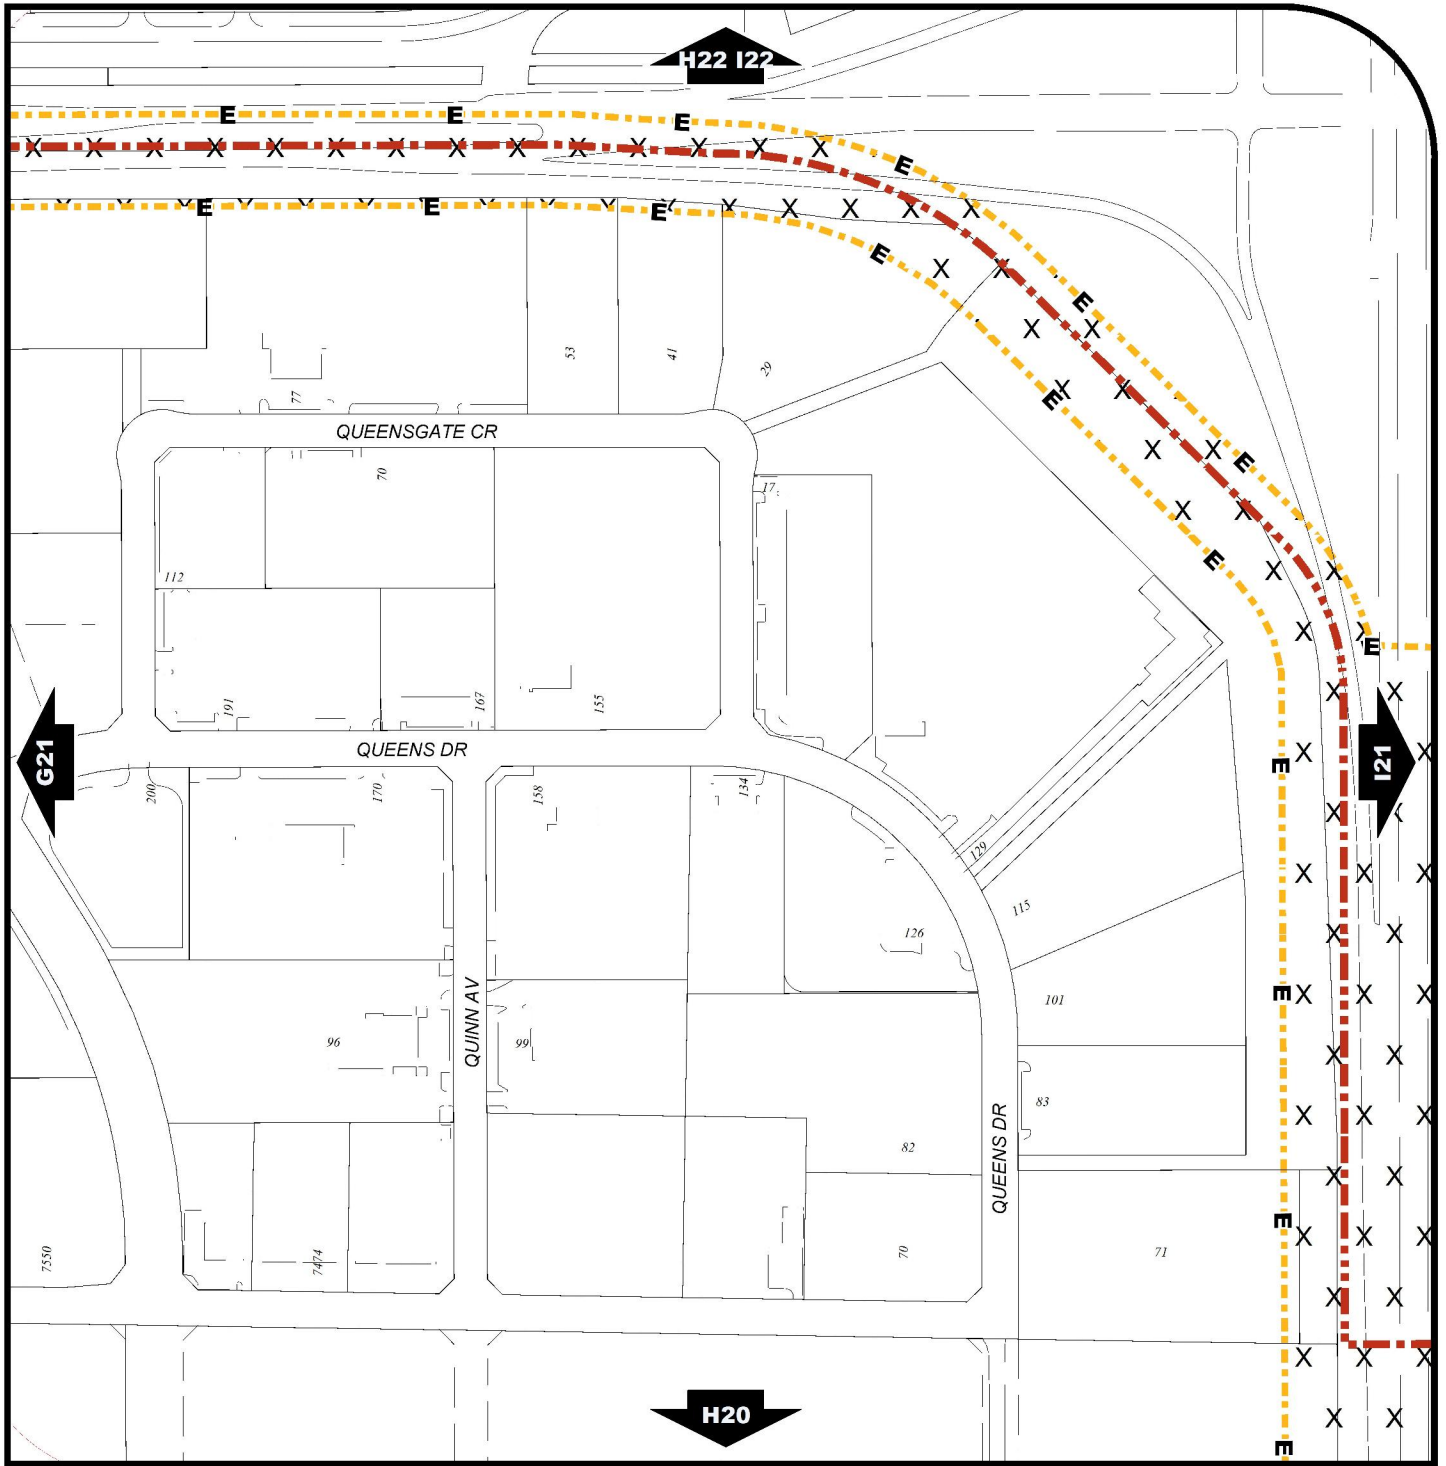 H22 I22
E
E
E
E
X X X X X X X X X X X X X X
E
E
E
E
X X X X X X X X
X X
E
X X
X X
E
X X
E
X X
E
X X
X X
E
53
41
29
77
QUEENSGATE CR
70
17
112
191
167
155
QUEENS DR
G21
I21
E
200
170
158
134
129
115
126
101
E
QUINN AV
96
99
83
QUEENS DR
82
7550
7474
70
71
E
H20
E